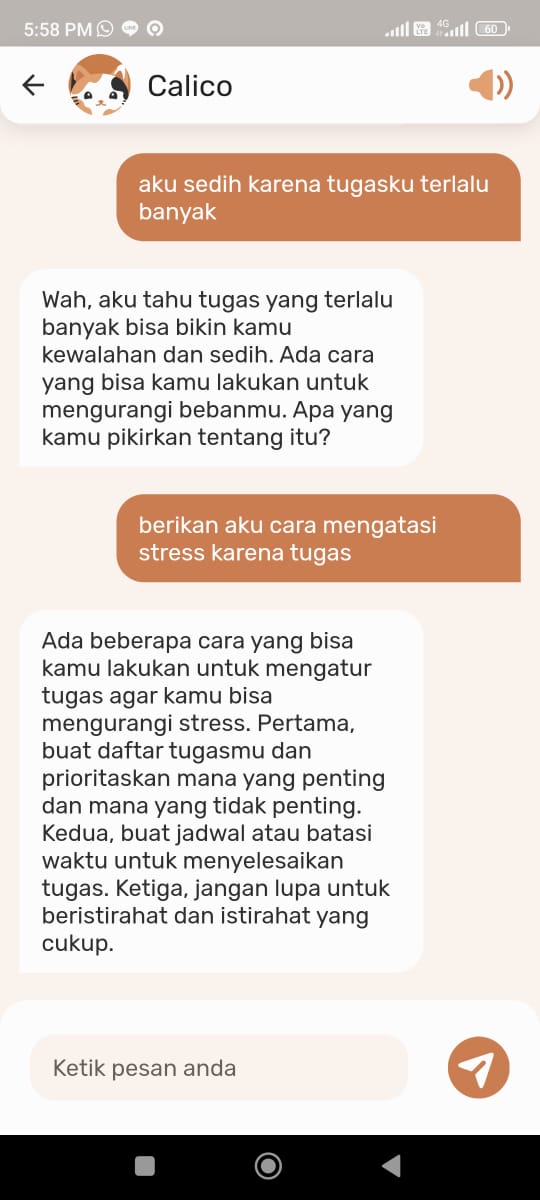 5:58 PM
4G
60
Calico
aku sedih karena tugasku terlalu
banyak
Wah, aku tahu tugas yang terlalu
banyak bisa bikin kamu
kewalahan dan sedih. Ada cara
yang bisa kamu lakukan untuk
mengurangi bebanmu. Apa yang
kamu pikirkan tentang itu?
berikan aku cara mengatasi
stress karena tugas
Ada beberapa cara yang bisa
kamu lakukan untuk mengatur
tugas agar kamu bisa
mengurangi stress. Pertama,
buat daftar tugasmu dan
prioritaskan mana yang penting
dan mana yang tidak penting.
Kedua, buat jadwal atau batasi
waktu untuk menyelesaikan
tugas. Ketiga, jangan lupa untuk
beristirahat dan istirahat yang
cukup.
Ketik pesan anda